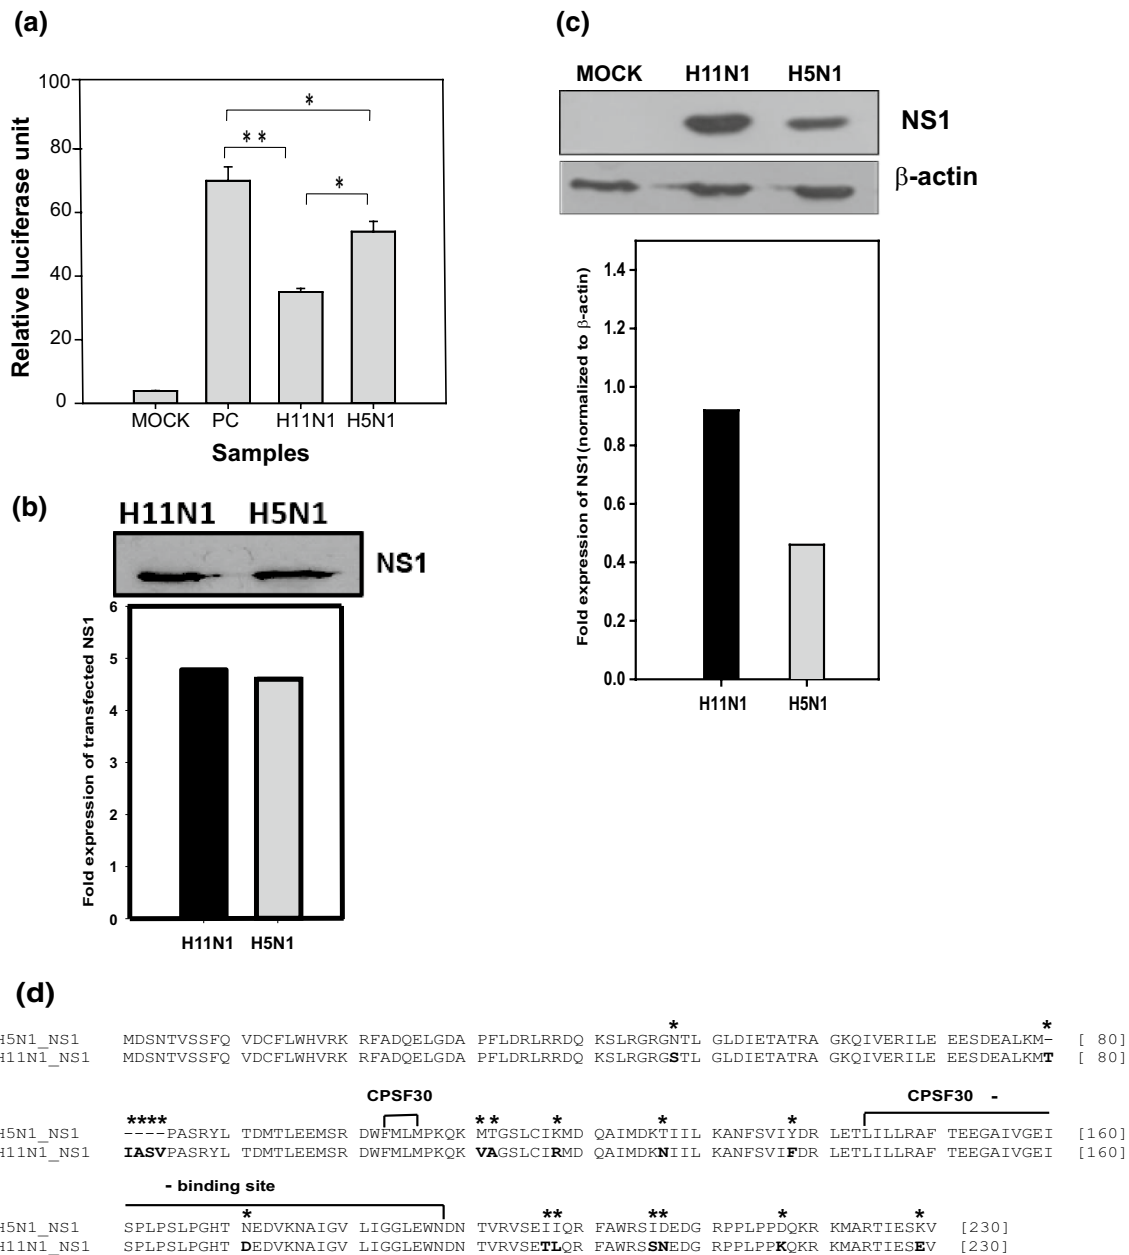 (a)
100
80
60
40
20
0
Relative luciferase unit
*
* *
*
MOCK PC H11N1 H5N1
Samples
(b)
H11N1 H5N1
NS1
6
5
4
3
2
1
0
Fold expression of transfected NS1
H11N1 H5N1
(c)
MOCK H11N1 H5N1
NS1
β-actin
1.4
1.2
1.0
0.8
0.6
0.4
0.2
0.0
Fold expression of NS1(normalized to β-actin)
H11N1 H5N1
(d)
* *
H5N1_NS1 MDSNTVSSFQ VDCFLWHVRK RFADQELGDA PFLDRLRRDQ KSLRGRGNTL GLDIETATRA GKQIVERILE EESDEALKM- [ 80]
H11N1_NS1 MDSNTVSSFQ VDCFLWHVRK RFADQELGDA PFLDRLRRDQ KSLRGRGSTL GLDIETATRA GKQIVERILE EESDEALKMT [ 80]
CPSF30 CPSF30 -
**** ** * * *
H5N1_NS1 ----PASRYL TDMTLEEMSR DWFMLMPKQK MTGSLCIKMD QAIMDKTIIL KANFSVIYDR LETLILLRAF TEEGAIVGEI [160]
H11N1_NS1 IASVPASRYL TDMTLEEMSR DWFMLMPKQK VAGSLCIRMD QAIMDKNIIL KANFSVIFDR LETLILLRAF TEEGAIVGEI [160]
- binding site
* ** ** * *
H5N1_NS1 SPLPSLPGHT NEDVKNAIGV LIGGLEWNDN TVRVSEIIQR FAWRSIDEDG RPPLPPDQKR KMARTIESKV [230]
H11N1_NS1 SPLPSLPGHT DEDVKNAIGV LIGGLEWNDN TVRVSETLQR FAWRSSNEDG RPPLPPKQKR KMARTIESEV [230]